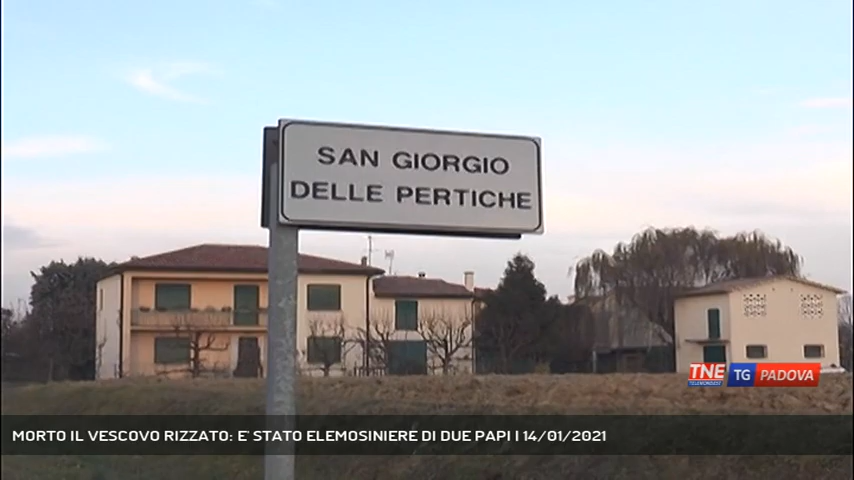 SAN GIORGIO
DELLE PERTICHE
TNE TG PADOVA
TELENORDEST
MORTO IL VESCOVO RIZZATO: E' STATO ELEMOSINIERE DI DUE PAPI | 14/01/2021